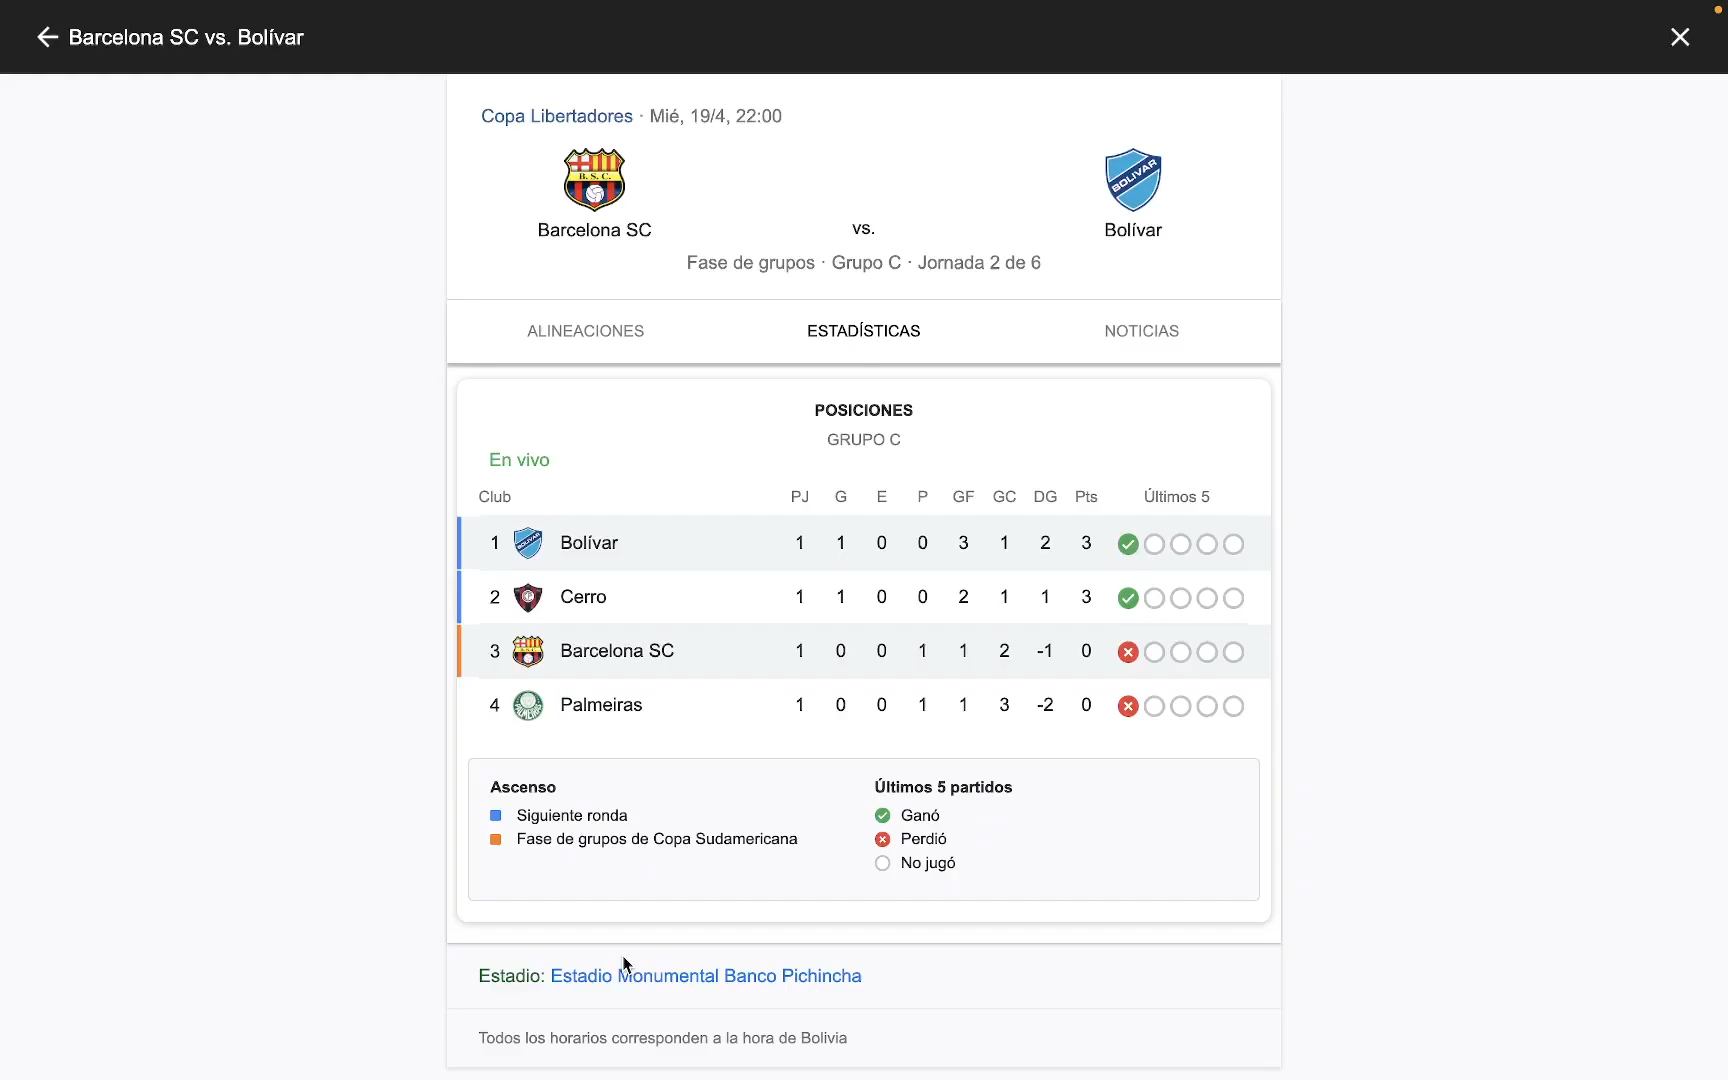 Barcelona SC vs. Bolívar
Copa Libertadores · Mié, 19/4, 22:00
B. S. C.
BOLIVAR
Barcelona SC vs. Bolívar
Fase de grupos · Grupo C · Jornada 2 de 6
ALINEACIONES ESTADÍSTICAS NOTICIAS
POSICIONES
GRUPO C
En vivo
Club PJ G E P GF GC DG Pts Últimos 5
1 Bolívar 1 1 0 0 3 1 2 3
2 Cerro 1 1 0 0 2 1 1 3
3 Barcelona SC 1 0 0 1 1 2 -1 0
4 Palmeiras 1 0 0 1 1 3 -2 0
Ascenso Últimos 5 partidos
Siguiente ronda Ganó
Fase de grupos de Copa Sudamericana Perdió
No jugó
Estadio: Estadio Monumental Banco Pichincha
Todos los horarios corresponden a la hora de Bolivia